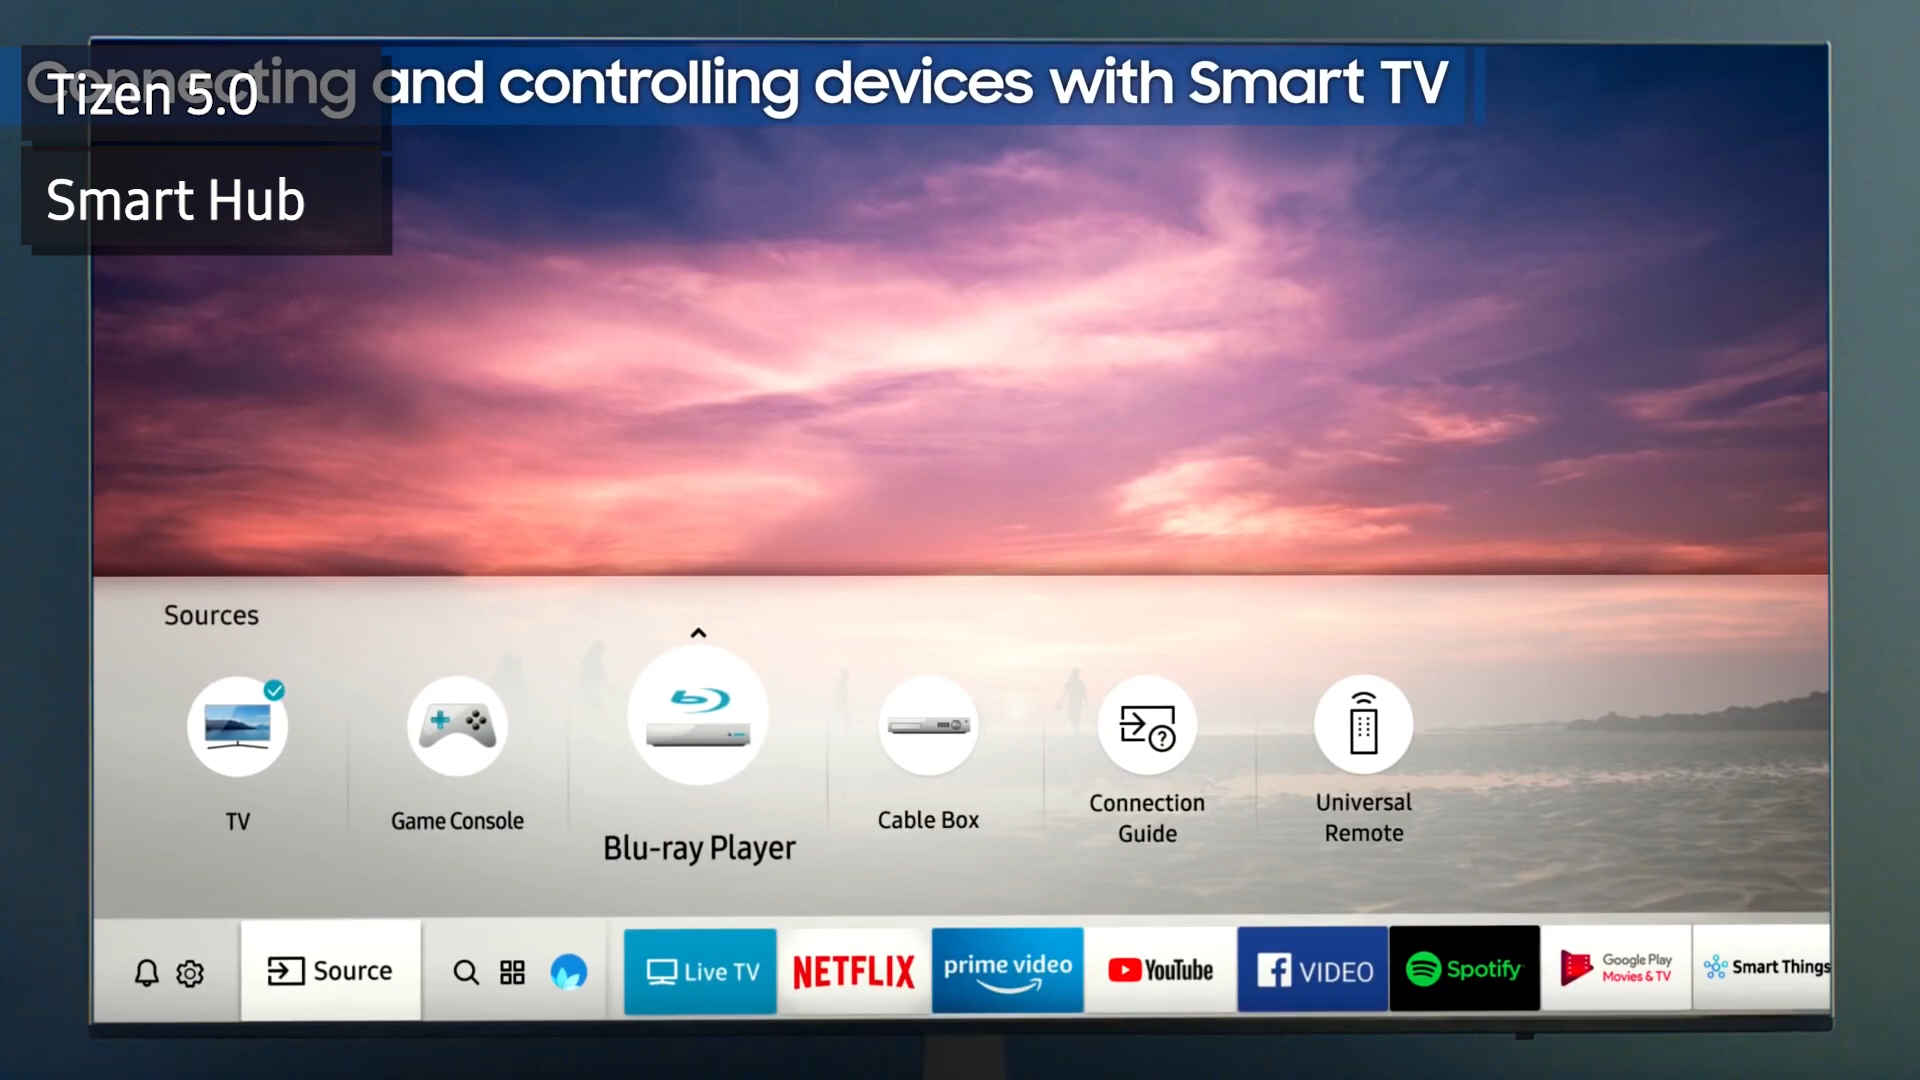 Connecting and controlling devices with Smart TV
Tizen 5.0
Smart Hub
Sources
TV
Game Console
Blu-ray Player
Cable Box
Connection
Guide
Universal
Remote
Source
Live TV
NETFLIX
prime video
YouTube
VIDEO
Spotify
Google Play
Movies & TV
Smart Things